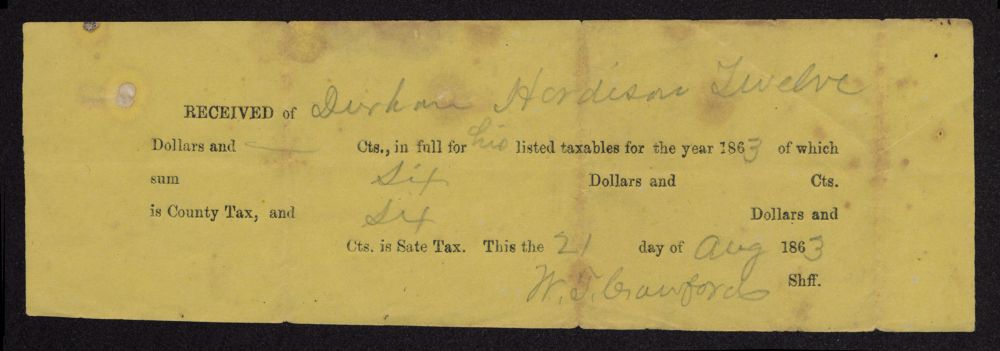 RECEIVED of Durham Hardison Twelve
Dollars and — Cts., in full for his listed taxables for the year 1863 of which
sum Six Dollars and Cts.
is County Tax, and Six Dollars and
Cts. is Sate Tax. This the 21 day of Aug 1863
W. T. Crawford Shff.